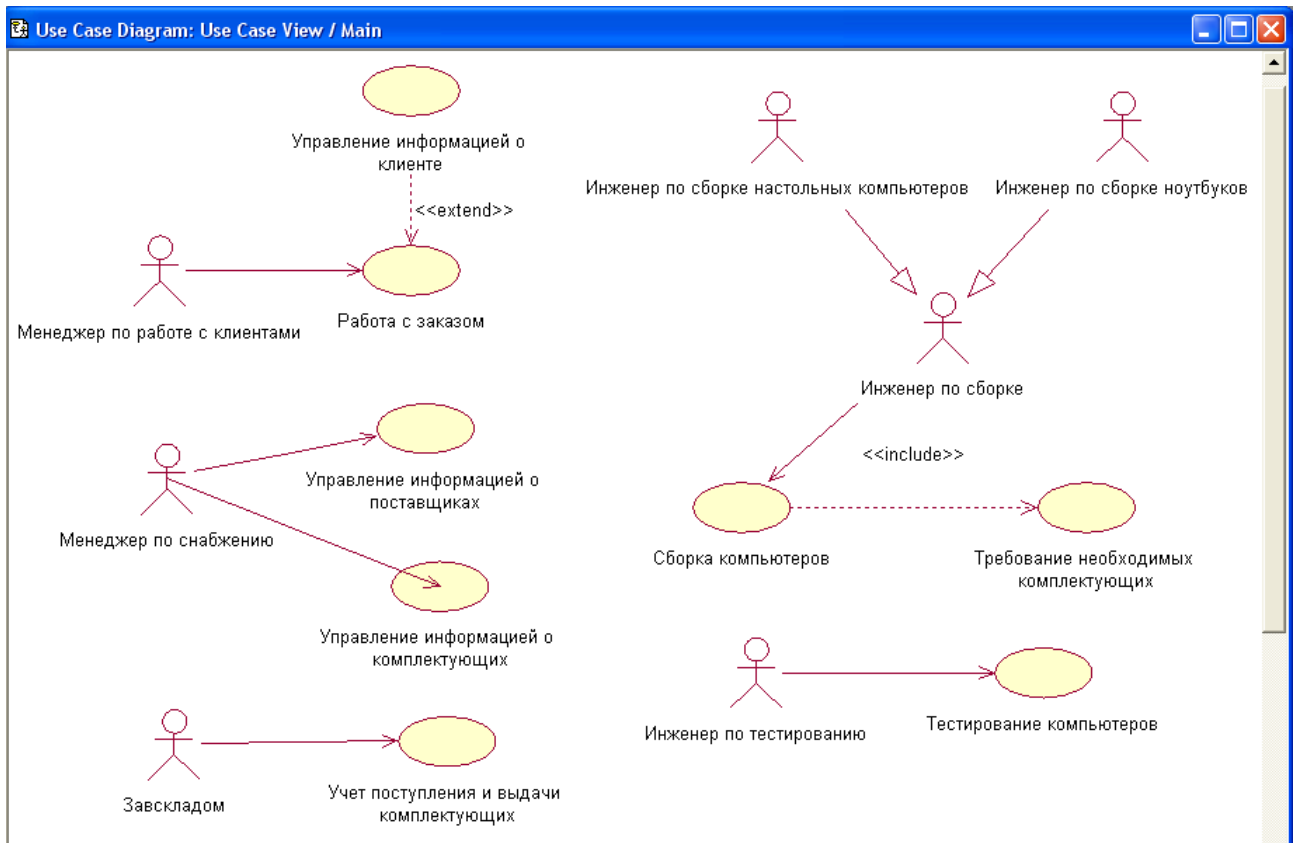 Use Case Diagram: Use Case View / Main
Управление информацией о
клиенте
<<extend>>
Менеджер по работе с клиентами
Работа с заказом
Инженер по сборке настольных компьютеров
Инженер по сборке ноутбуков
Инженер по сборке
<<include>>
Управление информацией о
поставщиках
Менеджер по снабжению
Сборка компьютеров
Требование необходимых
комплектующих
Управление информацией о
комплектующих
Инженер по тестированию
Тестирование компьютеров
Завскладом
Учет поступления и выдачи
комплектующих